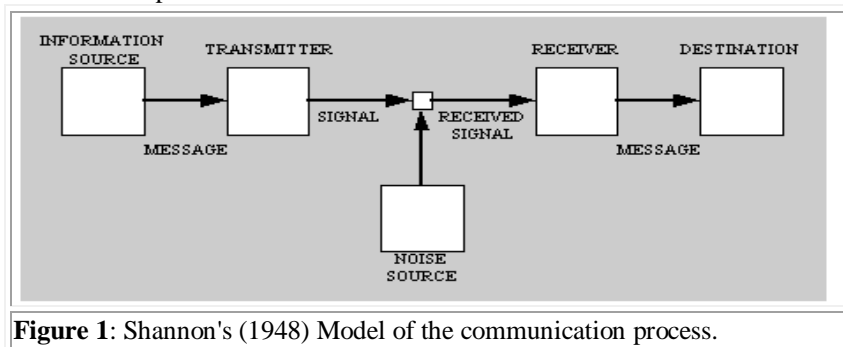 INFORMATION
SOURCE
TRANSMITTER
RECEIVER
DESTINATION
SIGNAL
RECEIVED
SIGNAL
MESSAGE
MESSAGE
NOISE
SOURCE
Figure 1: Shannon's (1948) Model of the communication process.